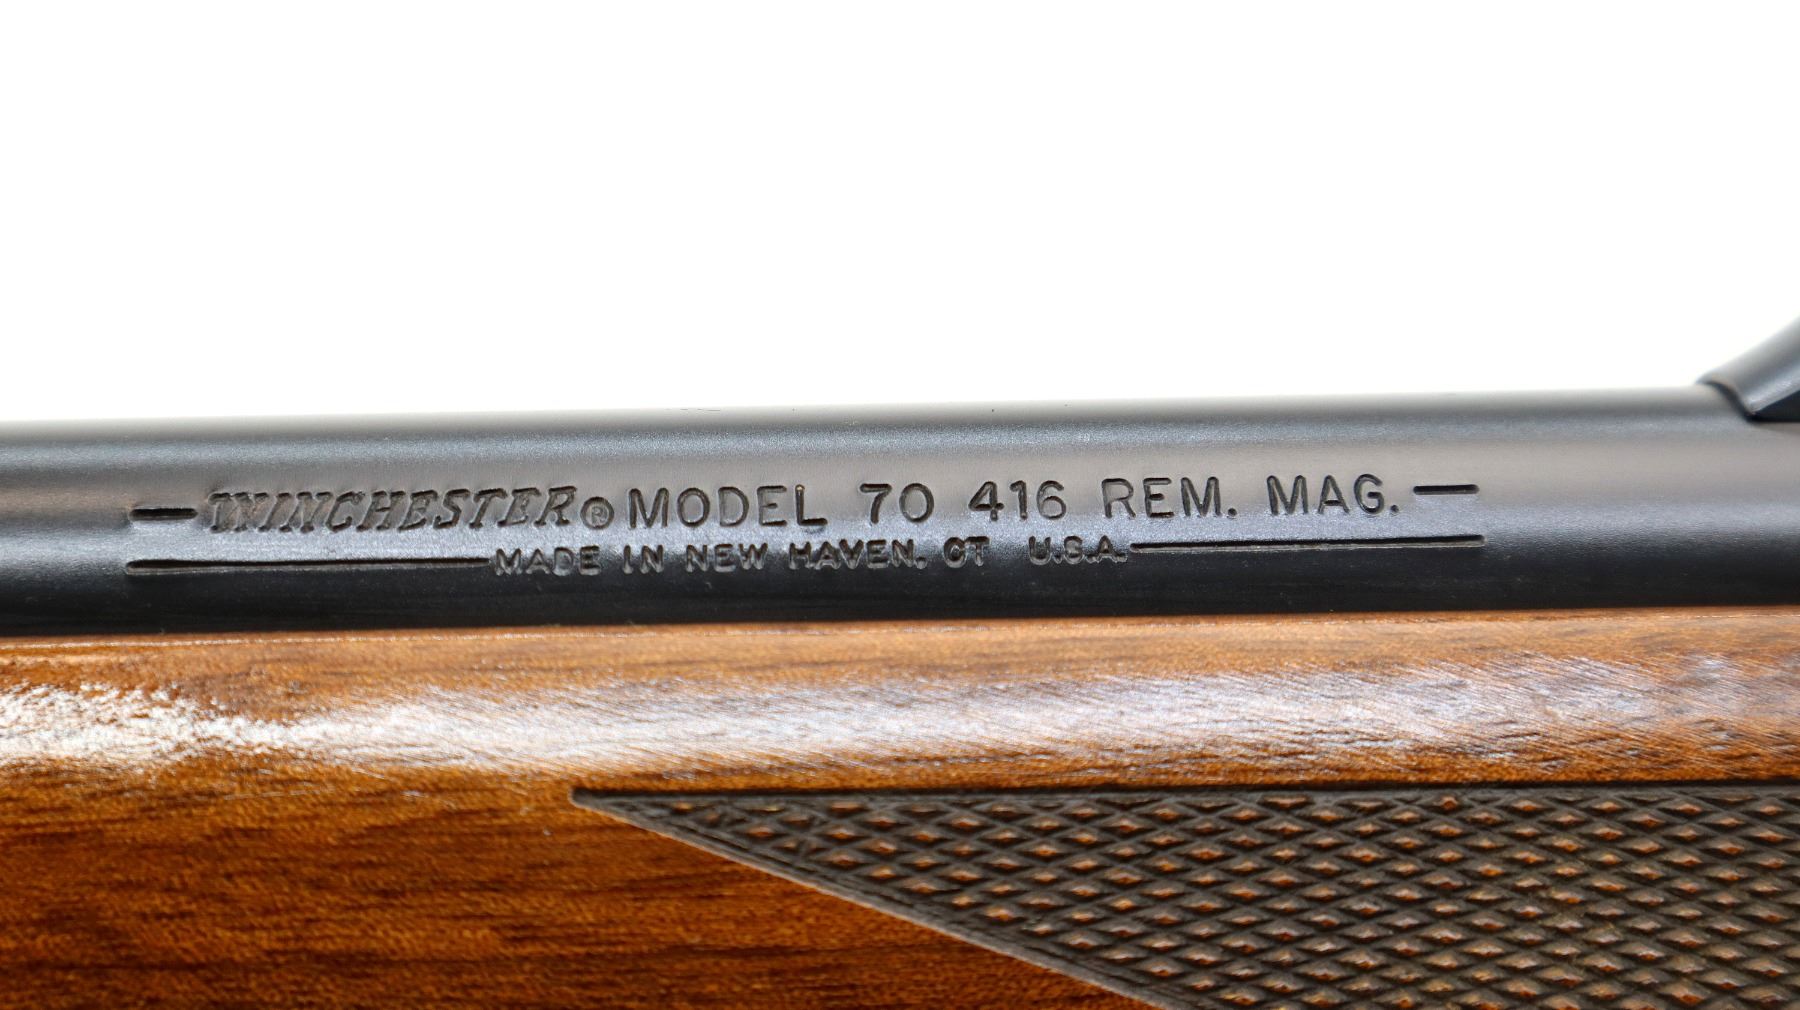 WINCHESTER® MODEL 70 416 REM. MAG.
MADE IN NEW HAVEN, CT U.S.A.